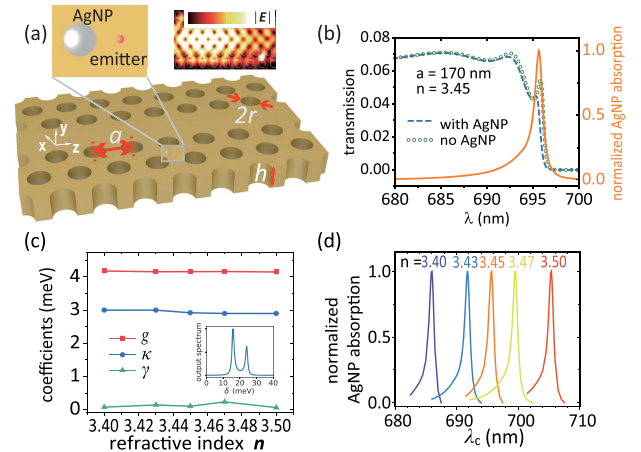 (a)
AgNP
emitter
|E|
y
x
z
a
2r
h
(b)
0.08
0.06
0.04
0.02
0.00
transmission
a = 170 nm
n = 3.45
with AgNP
no AgNP
1.0
0.5
0.0
normalized AgNP absorption
680 685 690 695 700
λ (nm)
(c)
6
5
4
3
2
1
0
coefficients (meV)
g
κ
γ
output spectrum
0 10 20 30 40
δ (meV)
3.40 3.42 3.44 3.46 3.48 3.50
refractive index n
(d)
n = 3.40 3.43 3.45 3.47 3.50
1.0
0.5
0.0
normalized
AgNP absorption
680 690 700 710
λc (nm)